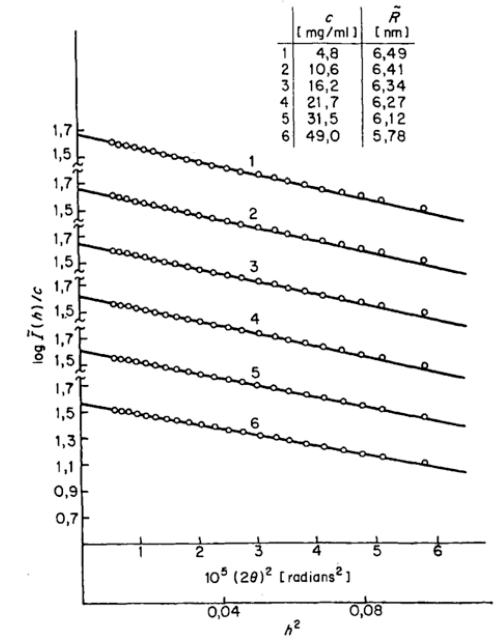 c R̃
[mg/ml] [nm]
1 4,8 6,49
2 10,6 6,41
3 16,2 6,34
4 21,7 6,27
5 31,5 6,12
6 49,0 5,78
1,7
1,5
1
1,7
1,5
2
1,7
1,5
3
1,7
1,5
4
1,7
1,5
5
1,7
1,5
6
1,3
1,1
0,9
0,7
log Ĩ(h)/c
1 2 3 4 5 6
10⁵ (2θ)² [radians²]
0,04 0,08
h²